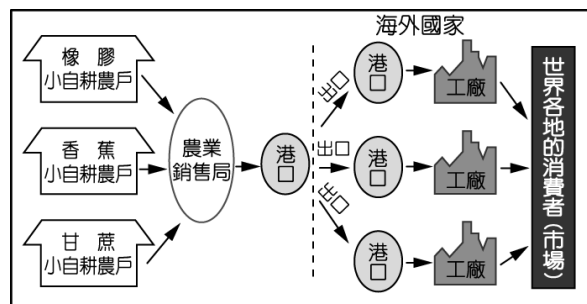 海外國家
橡膠
小自耕農戶
香蕉
小自耕農戶
甘蔗
小自耕農戶
農業
銷售局
港口
出口
出口
出口
港口
工廠
港口
工廠
港口
工廠
世界各地的消費者(市場)